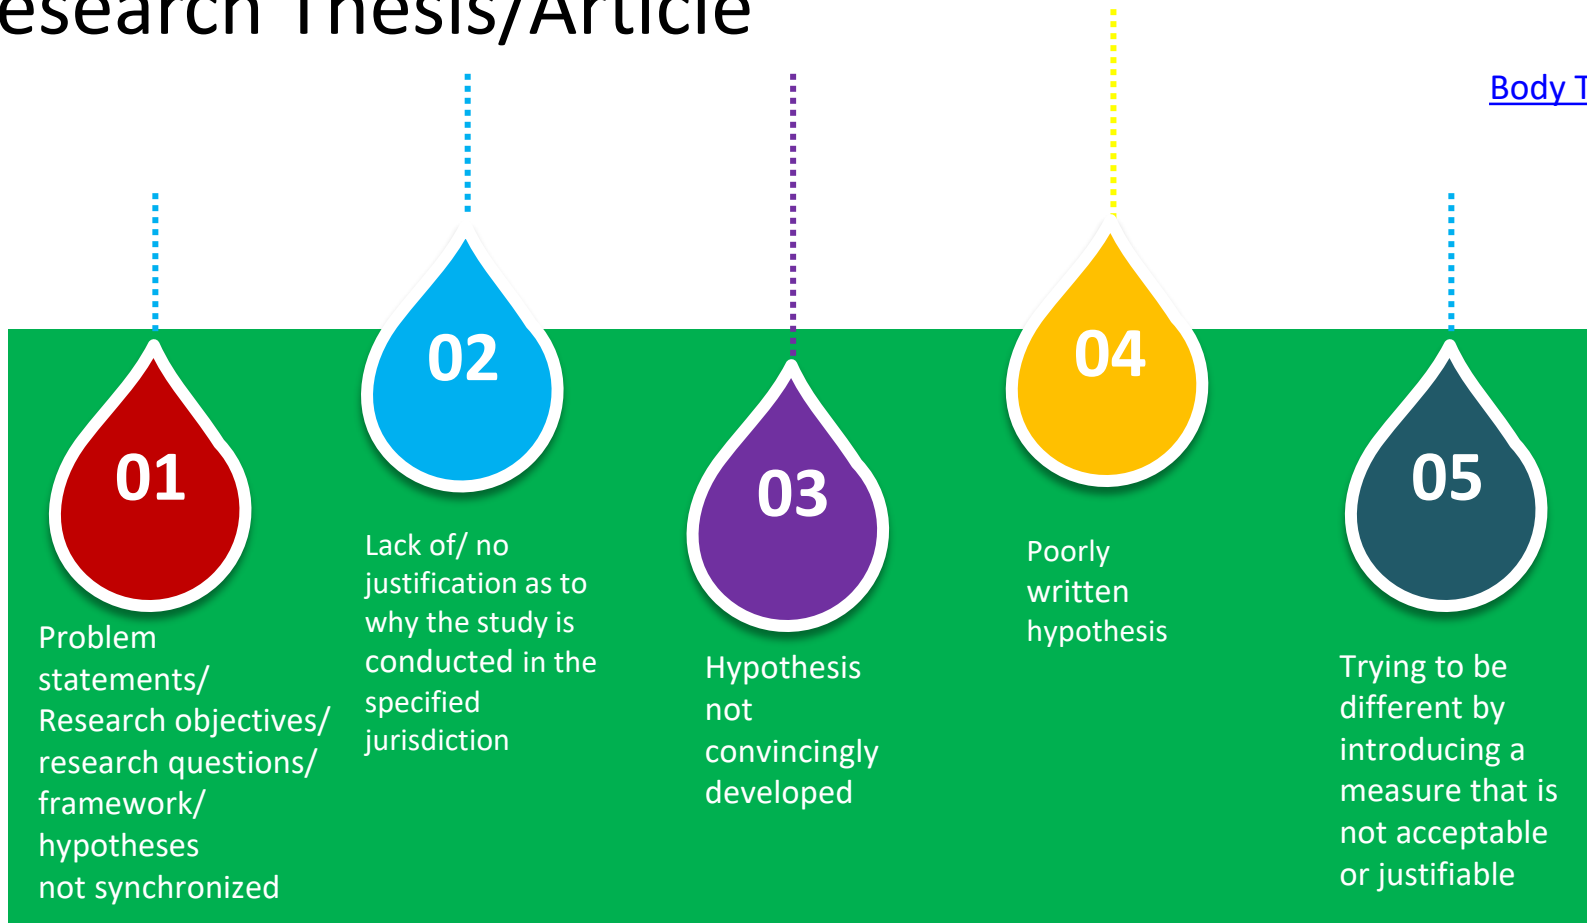 esearch Thesis/Article
Body T
01
Problem
statements/
Research objectives/
research questions/
framework/
hypotheses
not synchronized
02
Lack of/ no
justification as to
why the study is
conducted in the
specified
jurisdiction
03
Hypothesis
not
convincingly
developed
04
Poorly
written
hypothesis
05
Trying to be
different by
introducing a
measure that is
not acceptable
or justifiable